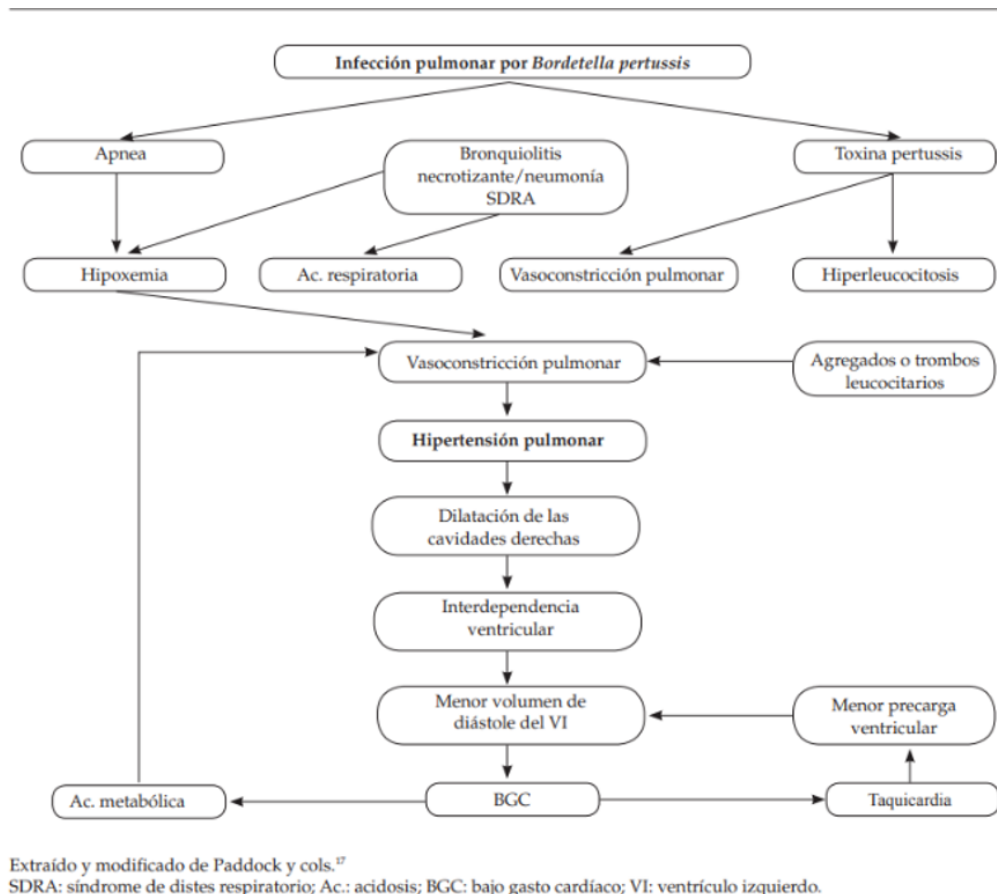 Infección pulmonar por Bordetella pertussis
Apnea
Bronquiolitis
necrotizante/neumonía
SDRA
Toxina pertussis
Hipoxemia
Ac. respiratoria
Vasoconstricción pulmonar
Hiperleucocitosis
Vasoconstricción pulmonar
Agregados o trombos
leucocitarios
Hipertensión pulmonar
Dilatación de las
cavidades derechas
Interdependencia
ventricular
Menor volumen de
diástole del VI
Menor precarga
ventricular
Ac. metabólica
BGC
Taquicardia
Extraído y modificado de Paddock y cols.¹⁷
SDRA: síndrome de distes respiratorio; Ac.: acidosis; BGC: bajo gasto cardíaco; VI: ventrículo izquierdo.